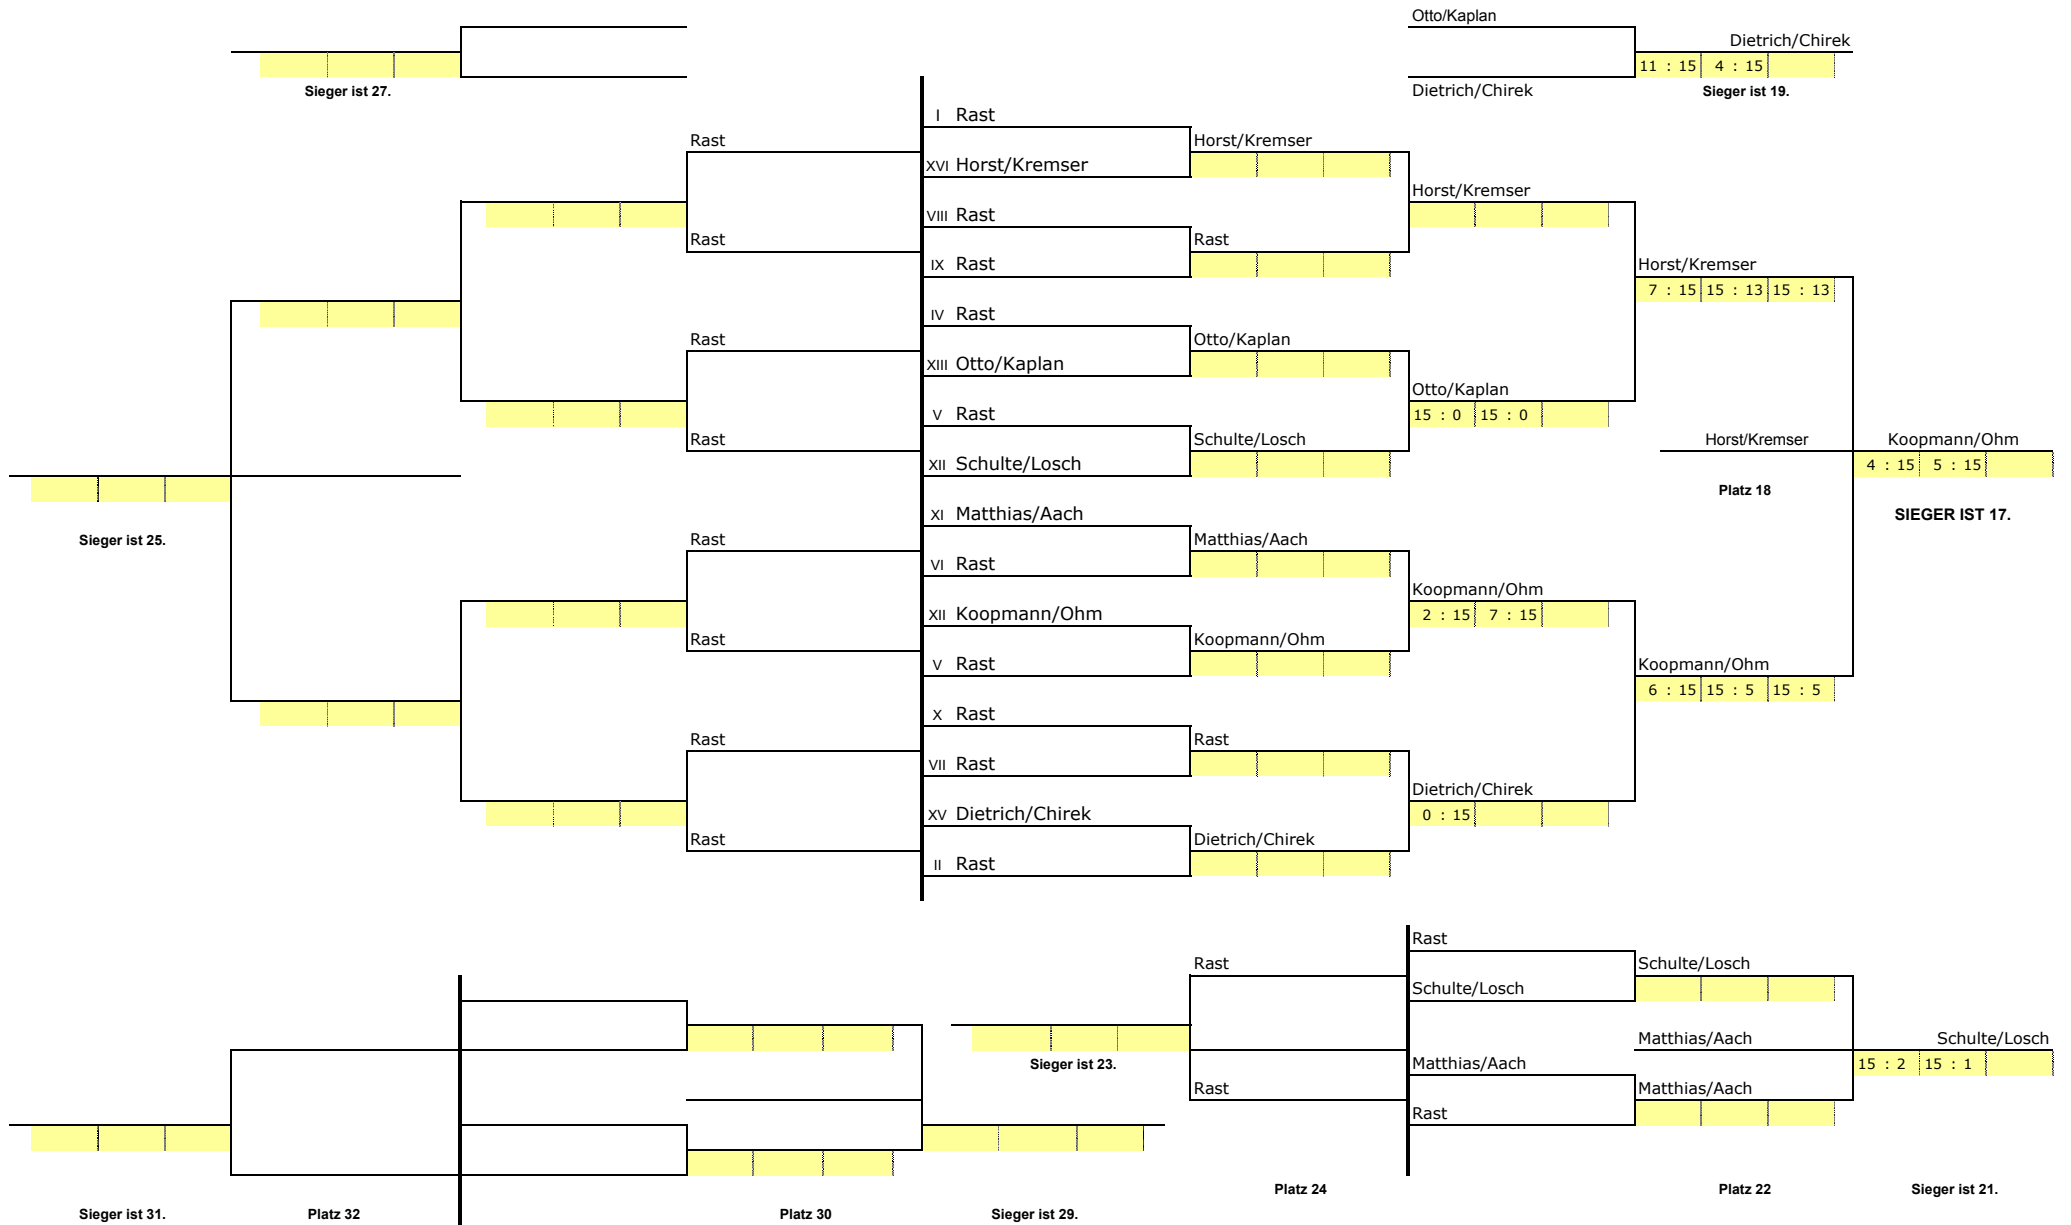 Otto/Kaplan
Dietrich/Chirek
11 : 15 4 : 15
Sieger ist 27.
Dietrich/Chirek
Sieger ist 19.
I Rast
Rast
Horst/Kremser
XVI Horst/Kremser
Horst/Kremser
VIII Rast
Rast
Rast
IX Rast
Horst/Kremser
7 : 15 15 : 13 15 : 13
IV Rast
Rast
Otto/Kaplan
XIII Otto/Kaplan
Otto/Kaplan
V Rast
15 : 0 15 : 0
Rast
Schulte/Losch
Horst/Kremser
Koopmann/Ohm
XII Schulte/Losch
4 : 15 5 : 15
Platz 18
XI Matthias/Aach
SIEGER IST 17.
Sieger ist 25.
Rast
Matthias/Aach
VI Rast
Koopmann/Ohm
XII Koopmann/Ohm
2 : 15 7 : 15
Rast
Koopmann/Ohm
V Rast
Koopmann/Ohm
6 : 15 15 : 5 15 : 5
X Rast
Rast
Rast
VII Rast
Dietrich/Chirek
XV Dietrich/Chirek
0 : 15
Rast
Dietrich/Chirek
II Rast
Rast
Rast
Schulte/Losch
Schulte/Losch
Matthias/Aach
Schulte/Losch
Sieger ist 23.
Matthias/Aach
15 : 2 15 : 1
Rast
Matthias/Aach
Rast
Platz 24
Platz 22
Sieger ist 21.
Sieger ist 31.
Platz 32
Platz 30
Sieger ist 29.